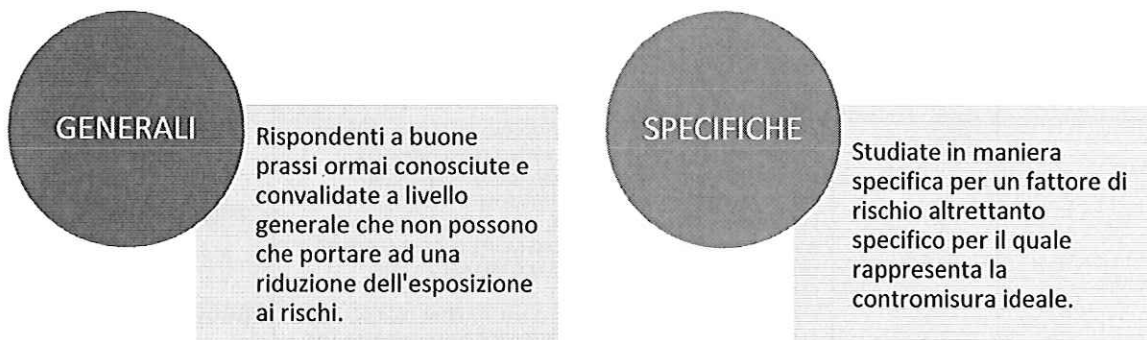 GENERALI
Rispondenti a buone
prassi ormai conosciute e
convalidate a livello
generale che non possono
che portare ad una
riduzione dell'esposizione
ai rischi.
SPECIFICHE
Studiate in maniera
specifica per un fattore di
rischio altrettanto
specifico per il quale
rappresenta la
contromisura ideale.